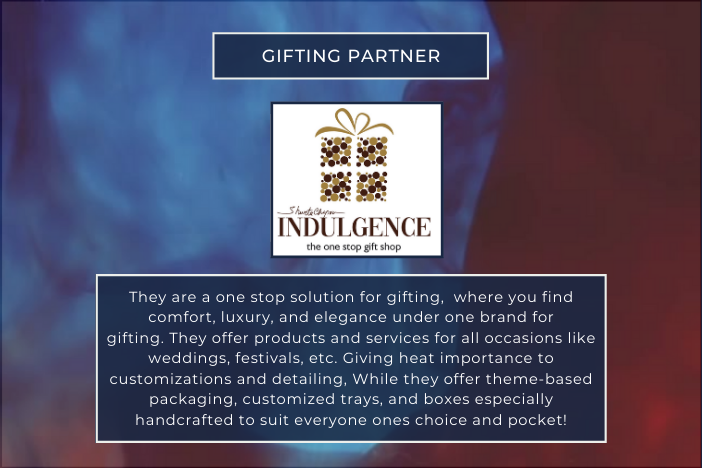 GIFTING PARTNER
INDULGENCE
the one stop gift shop
They are a one stop solution for gifting,  where you find
comfort, luxury, and elegance under one brand for
gifting. They offer products and services for all occasions like
weddings, festivals, etc. Giving heat importance to
customizations and detailing, While they offer theme-based
packaging, customized trays, and boxes especially
handcrafted to suit everyone ones choice and pocket!